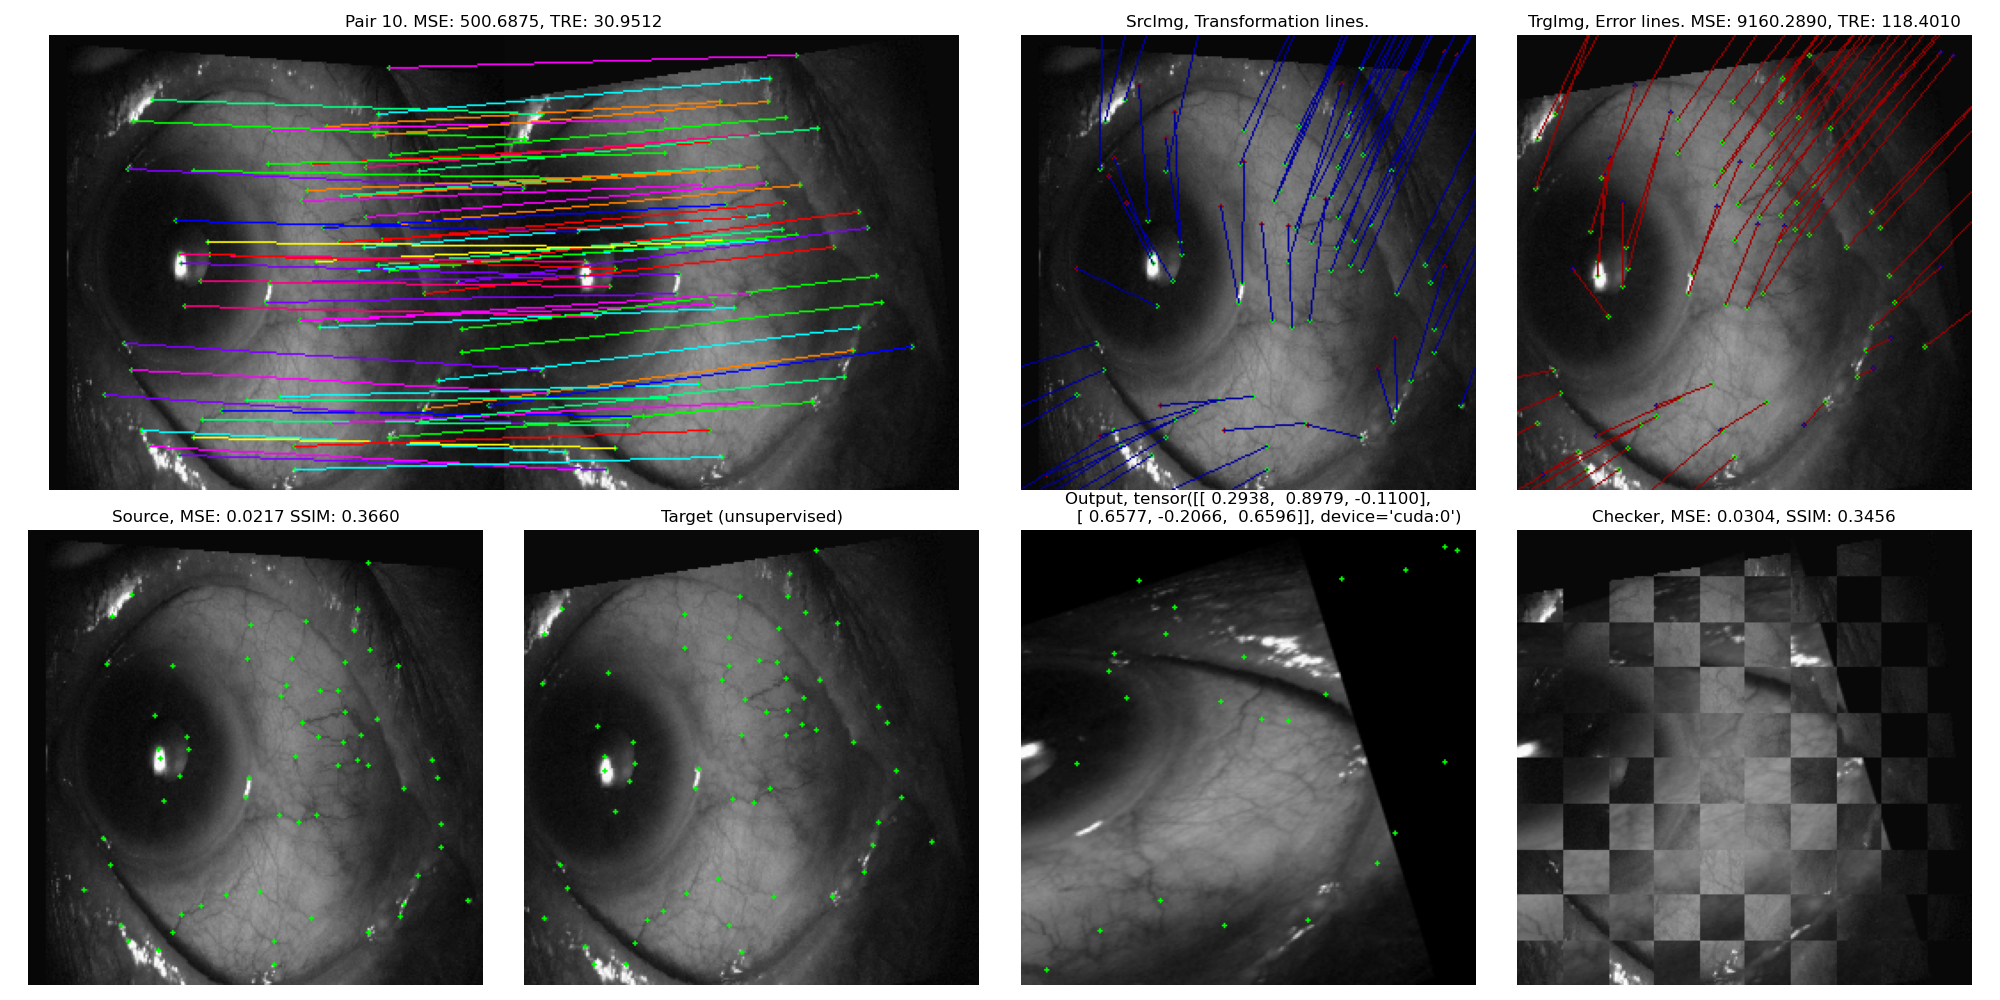 Pair 10. MSE: 500.6875, TRE: 30.9512
SrcImg, Transformation lines.
TrgImg, Error lines. MSE: 9160.2890, TRE: 118.4010
Source, MSE: 0.0217 SSIM: 0.3660
Target (unsupervised)
Output, tensor([[ 0.2938,  0.8979, -0.1100],
[ 0.6577, -0.2066,  0.6596]], device='cuda:0')
Checker, MSE: 0.0304, SSIM: 0.3456